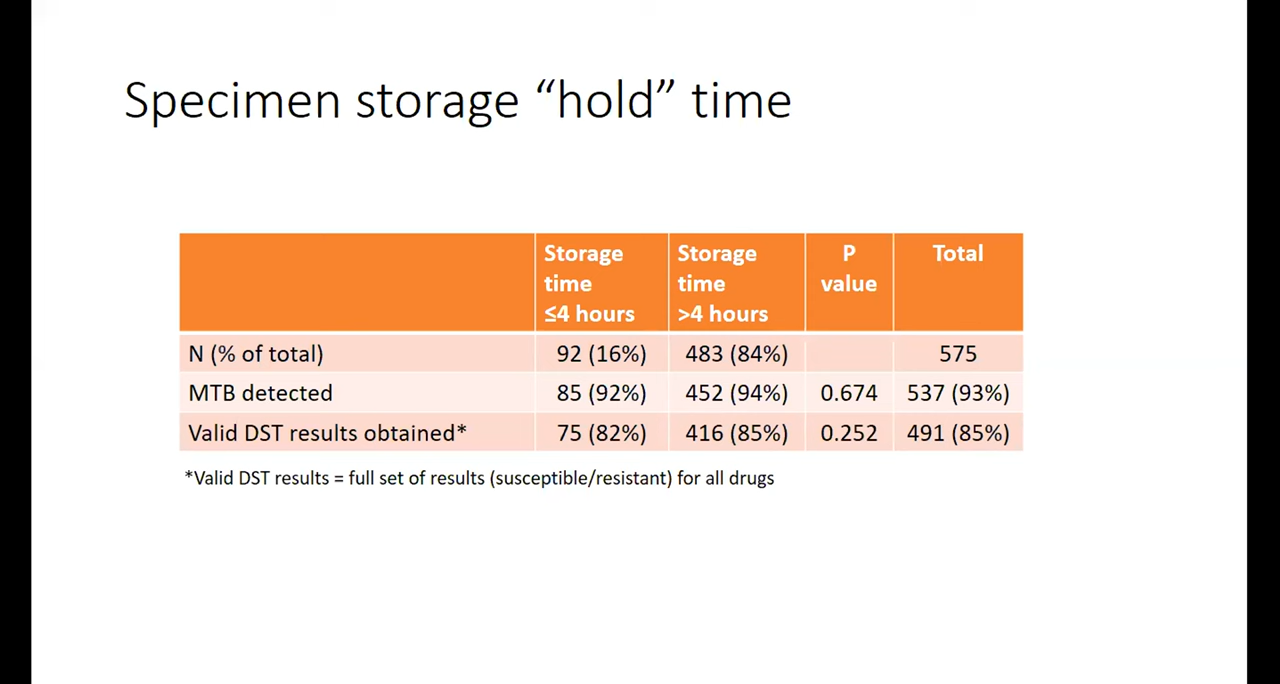 Specimen storage “hold” time
Storage time ≤4 hours Storage time >4 hours P value Total
N (% of total) 92 (16%) 483 (84%) 575
MTB detected 85 (92%) 452 (94%) 0.674 537 (93%)
Valid DST results obtained* 75 (82%) 416 (85%) 0.252 491 (85%)
*Valid DST results = full set of results (susceptible/resistant) for all drugs